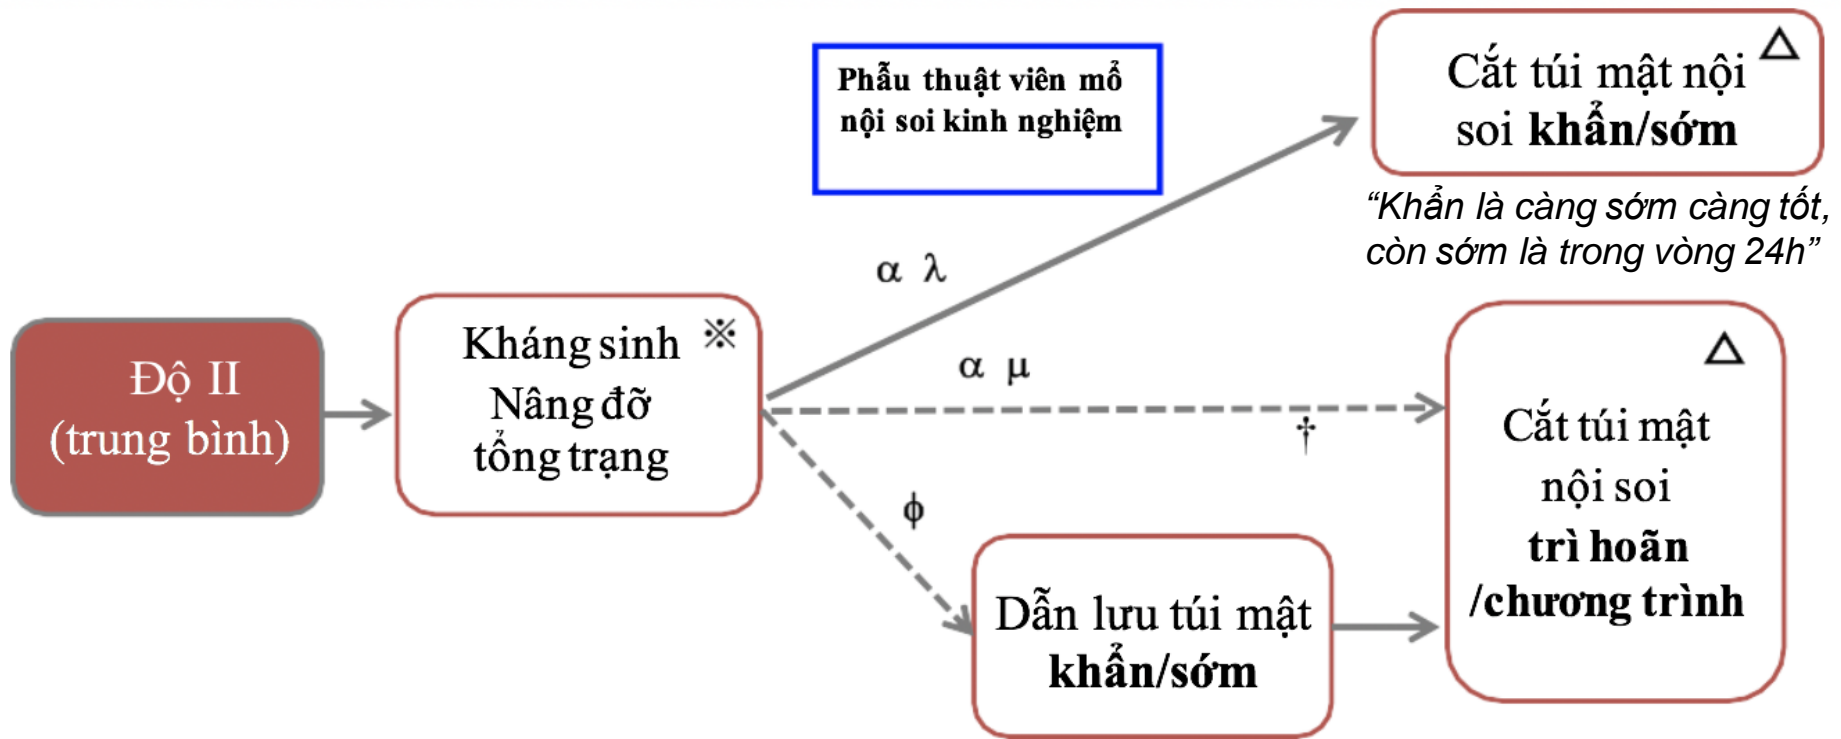 Phẫu thuật viên mổ
nội soi kinh nghiệm
Cắt túi mật nội △
soi khẩn/sớm
“Khẩn là càng sớm càng tốt,
còn sớm là trong vòng 24h”
α λ
Độ II
(trung bình)
Kháng sinh ※
Nâng đỡ
tổng trạng
α μ
†
△
Cắt túi mật
nội soi
trì hoãn
/chương trình
ϕ
Dẫn lưu túi mật
khẩn/sớm